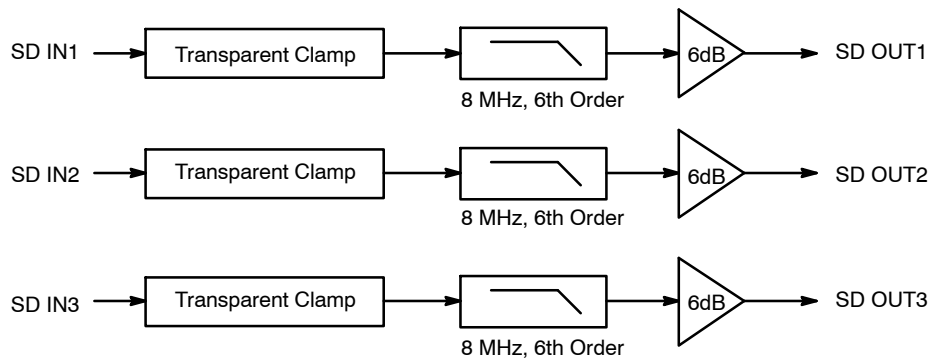 SD IN1
Transparent Clamp
6dB
SD OUT1
8 MHz, 6th Order
SD IN2
Transparent Clamp
6dB
SD OUT2
8 MHz, 6th Order
SD IN3
Transparent Clamp
6dB
SD OUT3
8 MHz, 6th Order